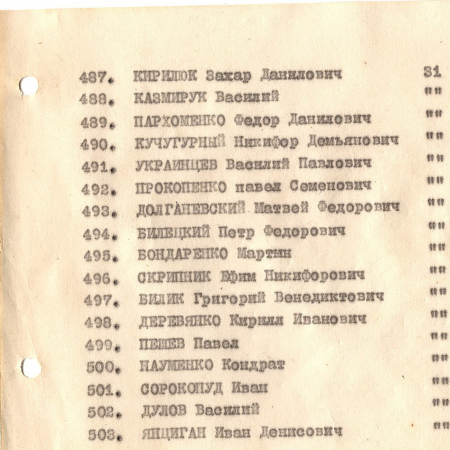 487. КИРИЛЮК Захар Данилович 31
488. КАЗМИРУК Василий ""
489. ПАРХОМЕНКО Федор Данилович ""
490. КУЧУГУРНЫЙ Никифор Демьянович ""
491. УКРАИНЦЕВ Василий Павлович ""
492. ПРОКОПЕНКО павел Семенович ""
493. ДОЛГАНЕВСКИЙ Матвей Федорович ""
494. БИЛЕЦКИЙ Петр Федорович ""
495. БОНДАРЕНКО Мартин ""
496. СКРИПНИК Ефим Никифорович ""
497. БИЛИК Григорий Венедиктович ""
498. ДЕРЕВЯНКО Кирилл Иванович ""
499. ПЕШЕВ Павел ""
500. НАУМЕНКО Кондрат ""
501. СОРОКОПУД Иван ""
502. ДУЛОВ Василий ""
503. ЯНЦИГАН Иван Денисович ""